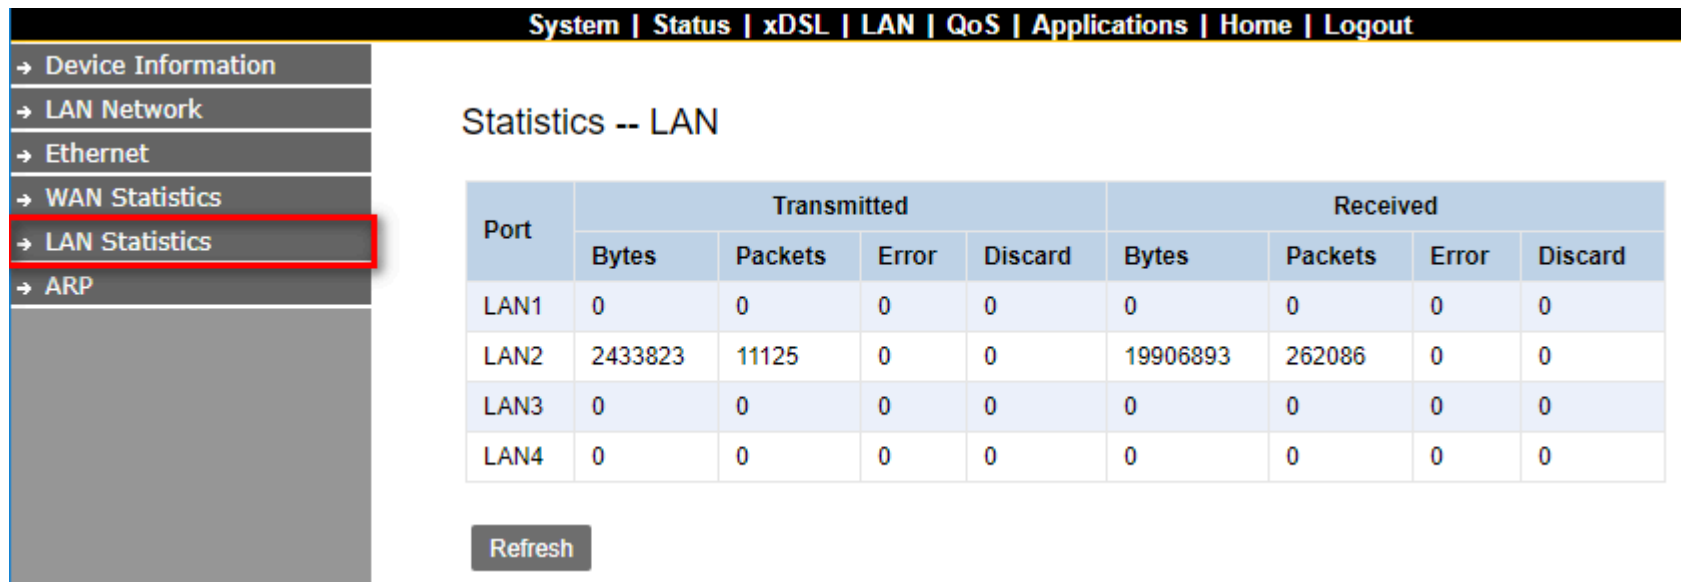 System | Status | xDSL | LAN | QoS | Applications | Home | Logout
Device Information
LAN Network
Ethernet
WAN Statistics
LAN Statistics
ARP
Statistics -- LAN
Port Transmitted Received
Bytes Packets Error Discard Bytes Packets Error Discard
LAN1 0 0 0 0 0 0 0 0
LAN2 2433823 11125 0 0 19906893 262086 0 0
LAN3 0 0 0 0 0 0 0 0
LAN4 0 0 0 0 0 0 0 0
Refresh